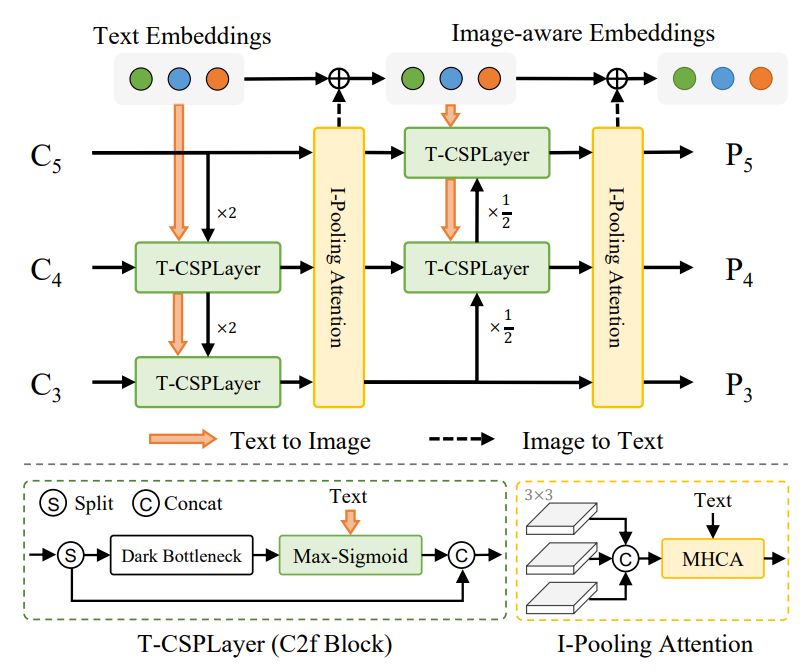 Text Embeddings
Image-aware Embeddings
C5
T-CSPLayer
P5
×2
×1/2
I-Pooling Attention
I-Pooling Attention
C4
T-CSPLayer
T-CSPLayer
P4
×2
×1/2
C3
T-CSPLayer
P3
Text to Image
Image to Text
S Split
C Concat
Text
3×3
Text
S
Dark Bottleneck
Max-Sigmoid
C
C
MHCA
T-CSPLayer (C2f Block)
I-Pooling Attention